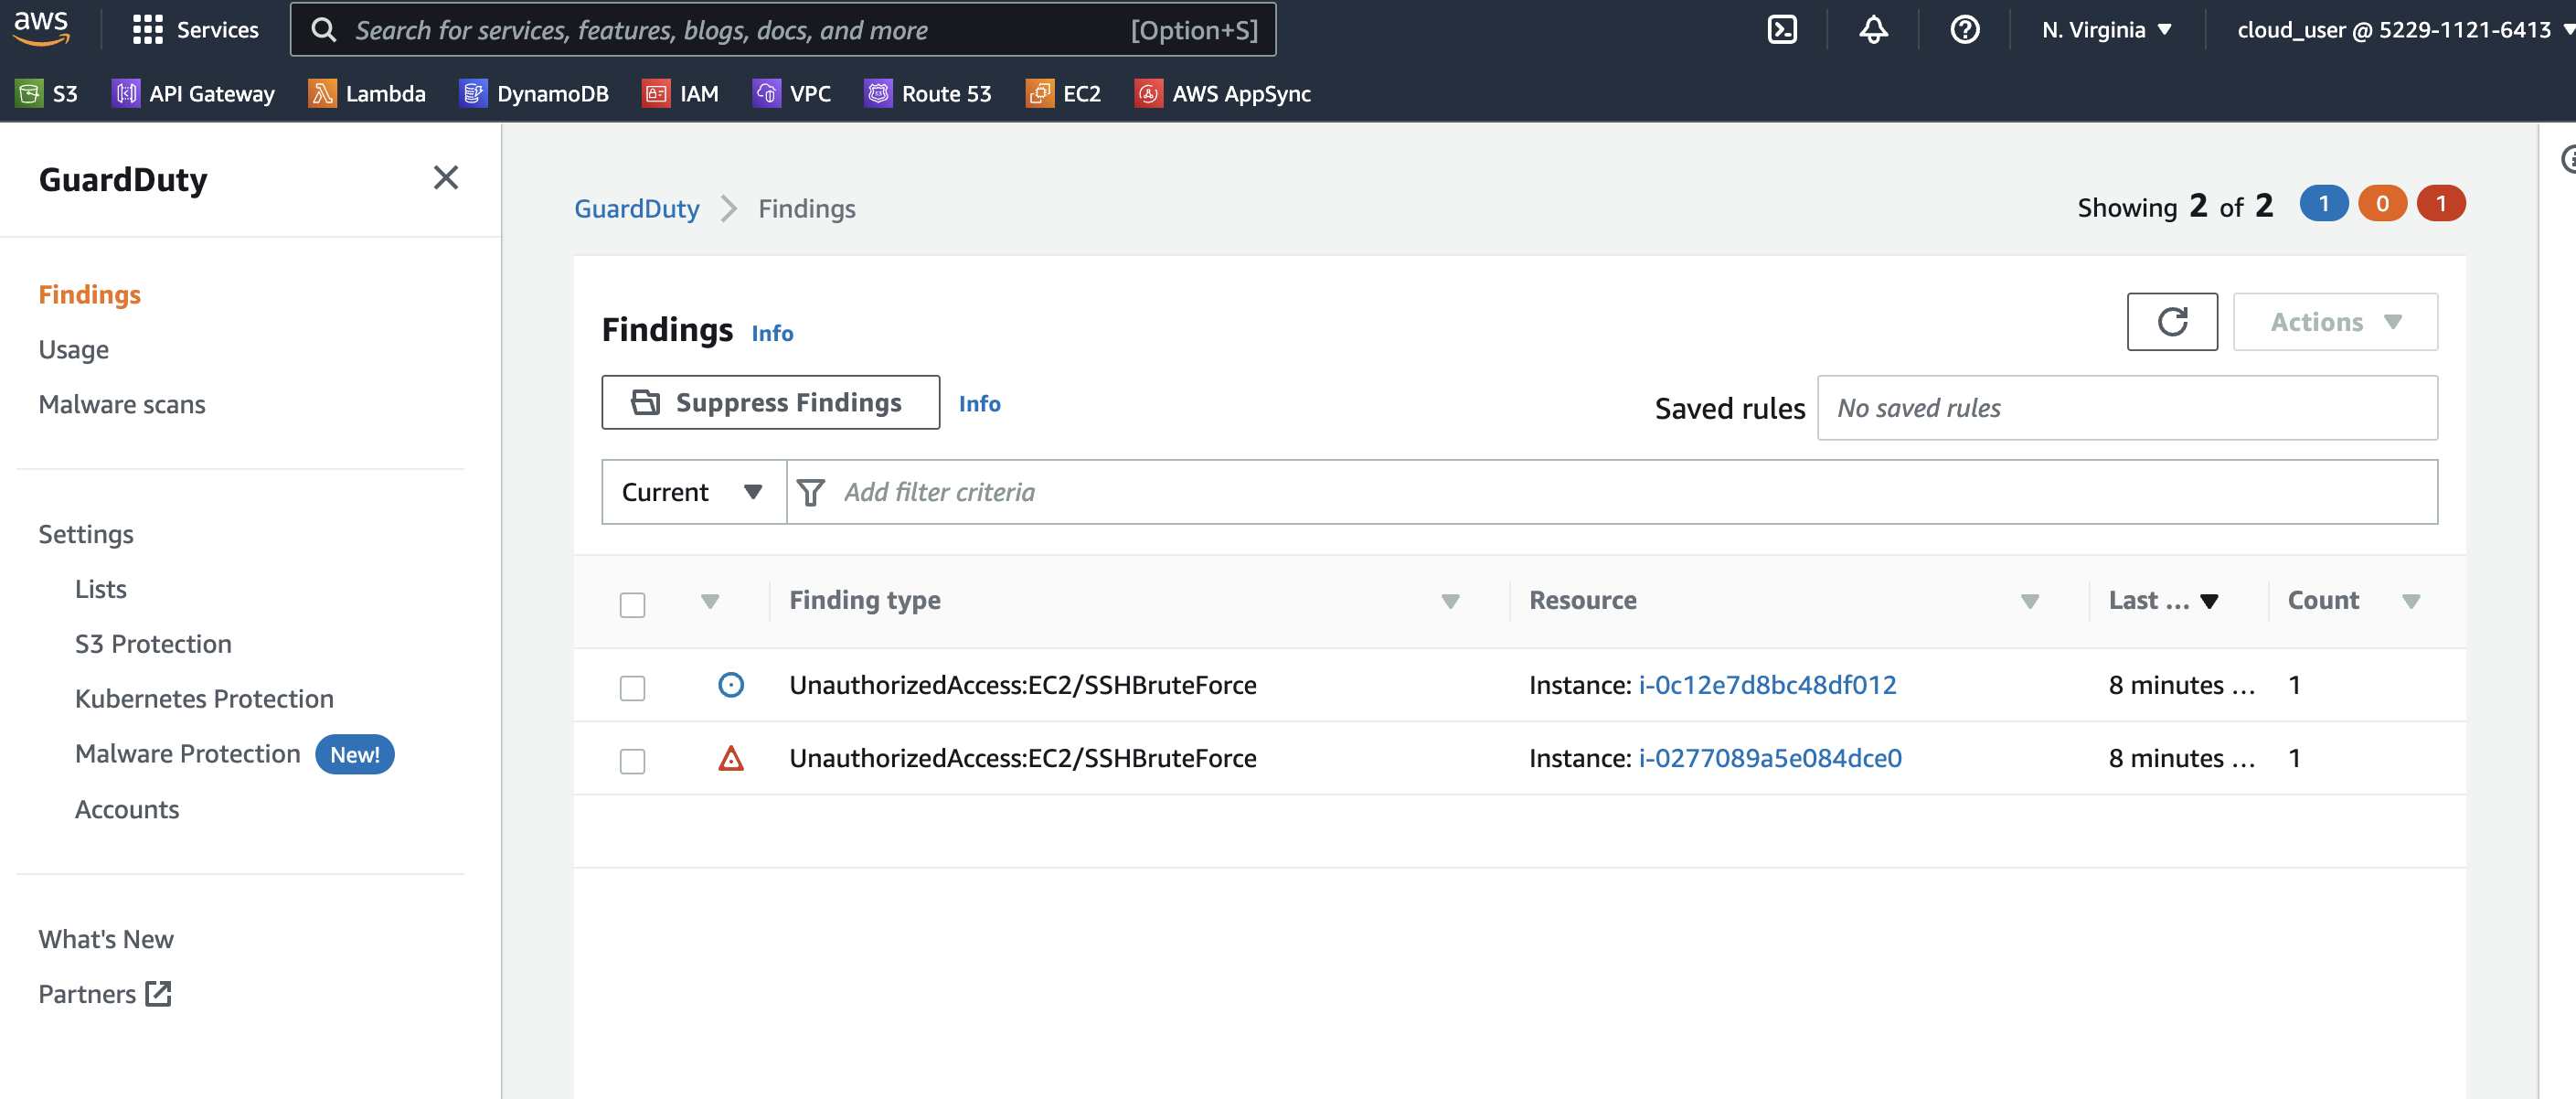 aws Services Search for services, features, blogs, docs, and more [Option+S] N. Virginia cloud_user @ 5229-1121-6413
S3 API Gateway Lambda DynamoDB IAM VPC Route 53 EC2 AWS AppSync
GuardDuty
Findings
Usage
Malware scans
Settings
Lists
S3 Protection
Kubernetes Protection
Malware Protection New!
Accounts
What's New
Partners
GuardDuty Findings Showing 2 of 2 1 0 1
Findings Info Actions
Suppress Findings Info Saved rules No saved rules
Current Add filter criteria
Finding type Resource Last ... Count
UnauthorizedAccess:EC2/SSHBruteForce Instance: i-0c12e7d8bc48df012 8 minutes ... 1
UnauthorizedAccess:EC2/SSHBruteForce Instance: i-0277089a5e084dce0 8 minutes ... 1